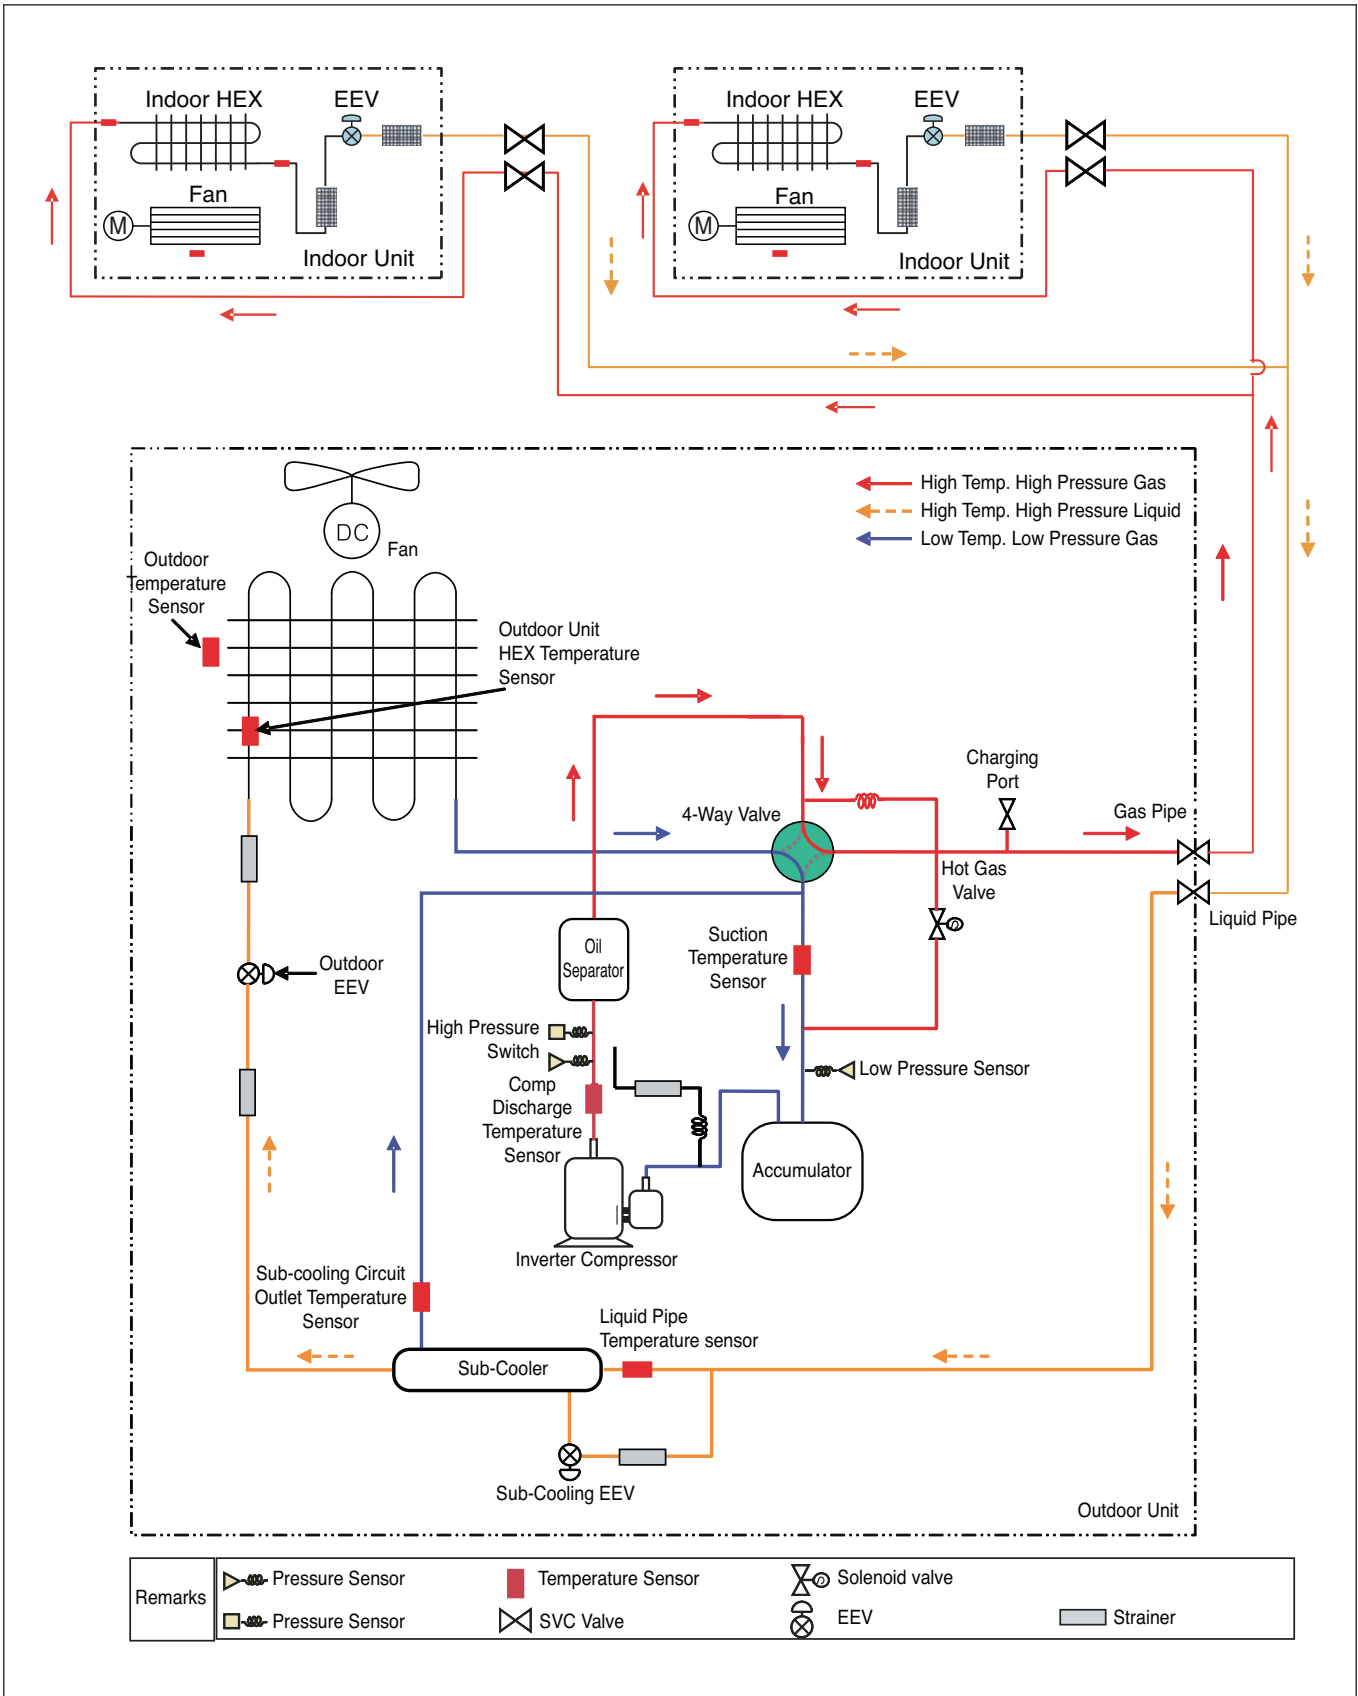 Indoor HEX
EEV
Fan
M
Indoor Unit
Indoor HEX
EEV
Fan
M
Indoor Unit
High Temp. High Pressure Gas
High Temp. High Pressure Liquid
Low Temp. Low Pressure Gas
DC
Fan
Outdoor
Temperature
Sensor
Outdoor Unit
HEX Temperature
Sensor
Charging
Port
4-Way Valve
Gas Pipe
Hot Gas
Valve
Liquid Pipe
Oil
Separator
Suction
Temperature
Sensor
Outdoor
EEV
High Pressure
Switch
Low Pressure Sensor
Comp
Discharge
Temperature
Sensor
Accumulator
Inverter Compressor
Sub-cooling Circuit
Outlet Temperature
Sensor
Liquid Pipe
Temperature sensor
Sub-Cooler
Sub-Cooling EEV
Outdoor Unit
Remarks
Pressure Sensor
Temperature Sensor
Solenoid valve
Pressure Sensor
SVC Valve
EEV
Strainer